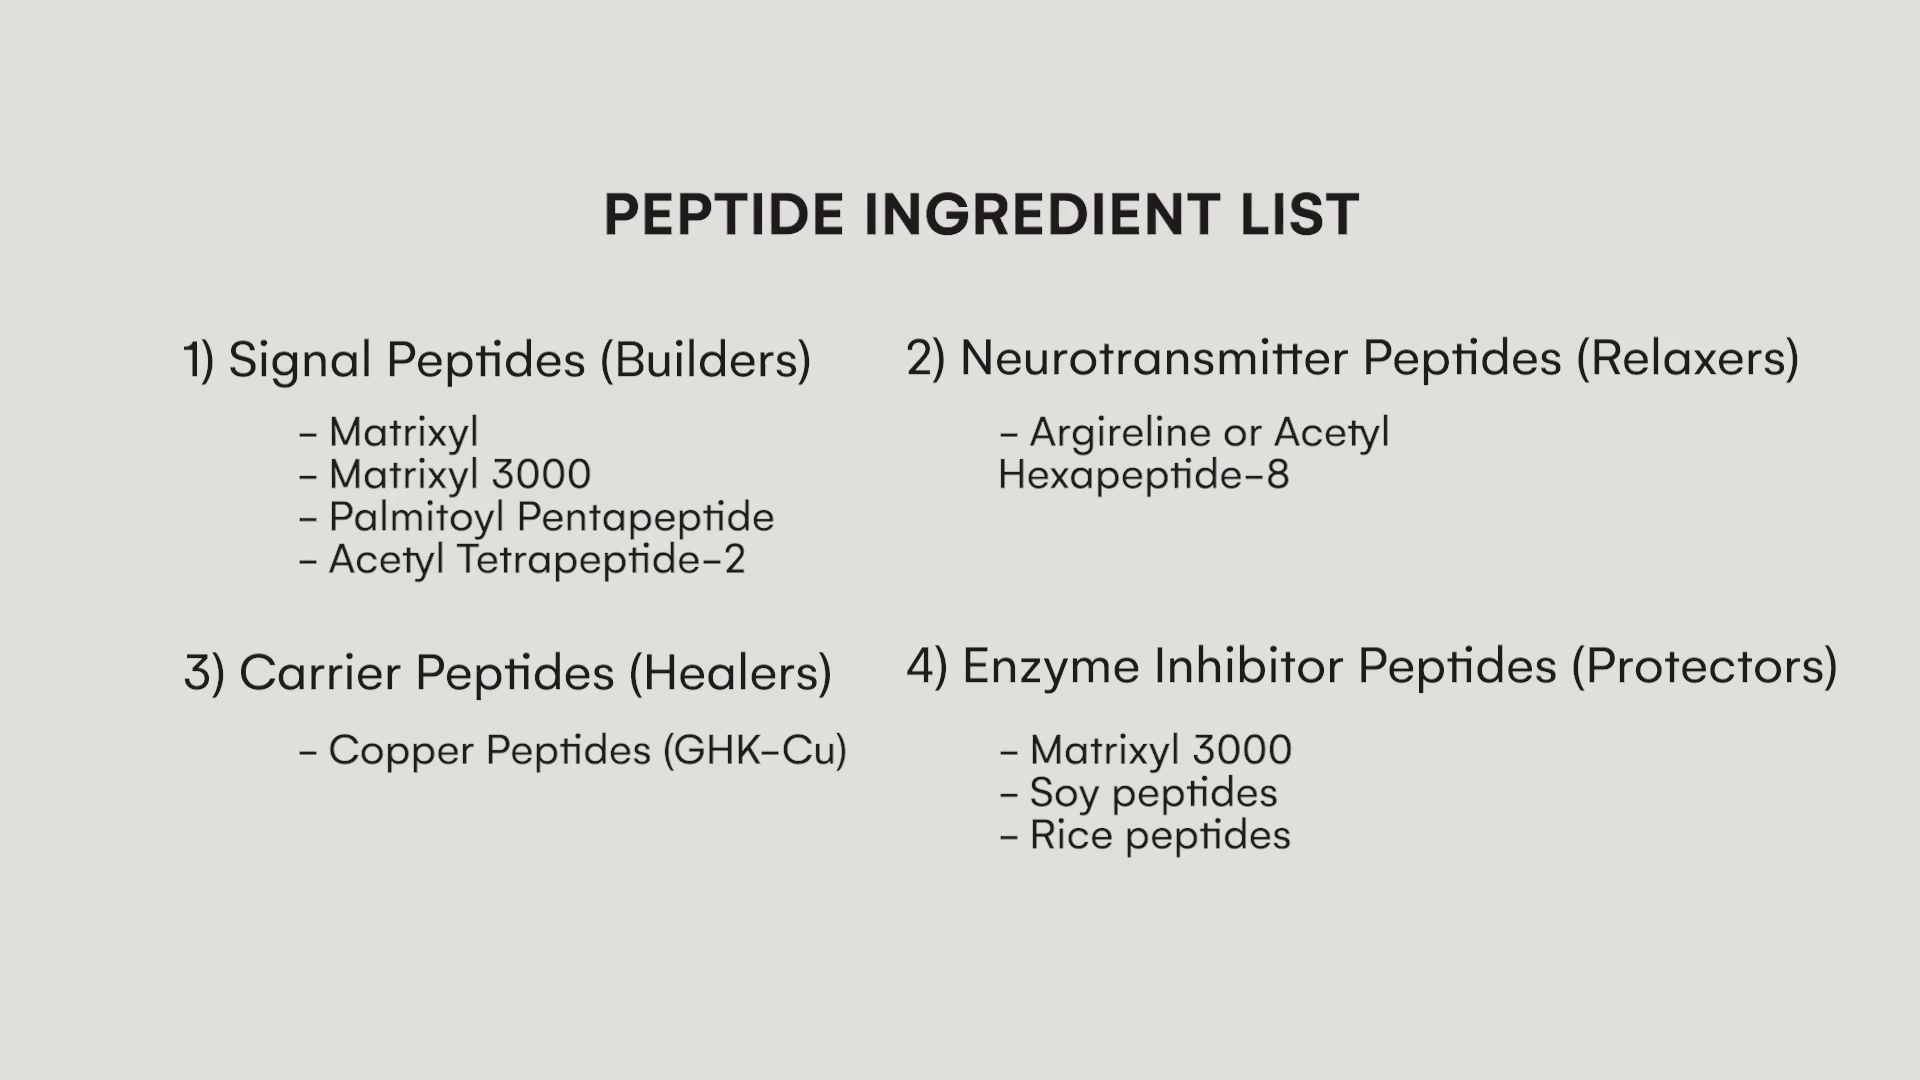 PEPTIDE INGREDIENT LIST
1) Signal Peptides (Builders)
– Matrixyl
– Matrixyl 3000
– Palmitoyl Pentapeptide
– Acetyl Tetrapeptide–2
2) Neurotransmitter Peptides (Relaxers)
– Argireline or Acetyl
Hexapeptide–8
3) Carrier Peptides (Healers)
– Copper Peptides (GHK–Cu)
4) Enzyme Inhibitor Peptides (Protectors)
– Matrixyl 3000
– Soy peptides
– Rice peptides